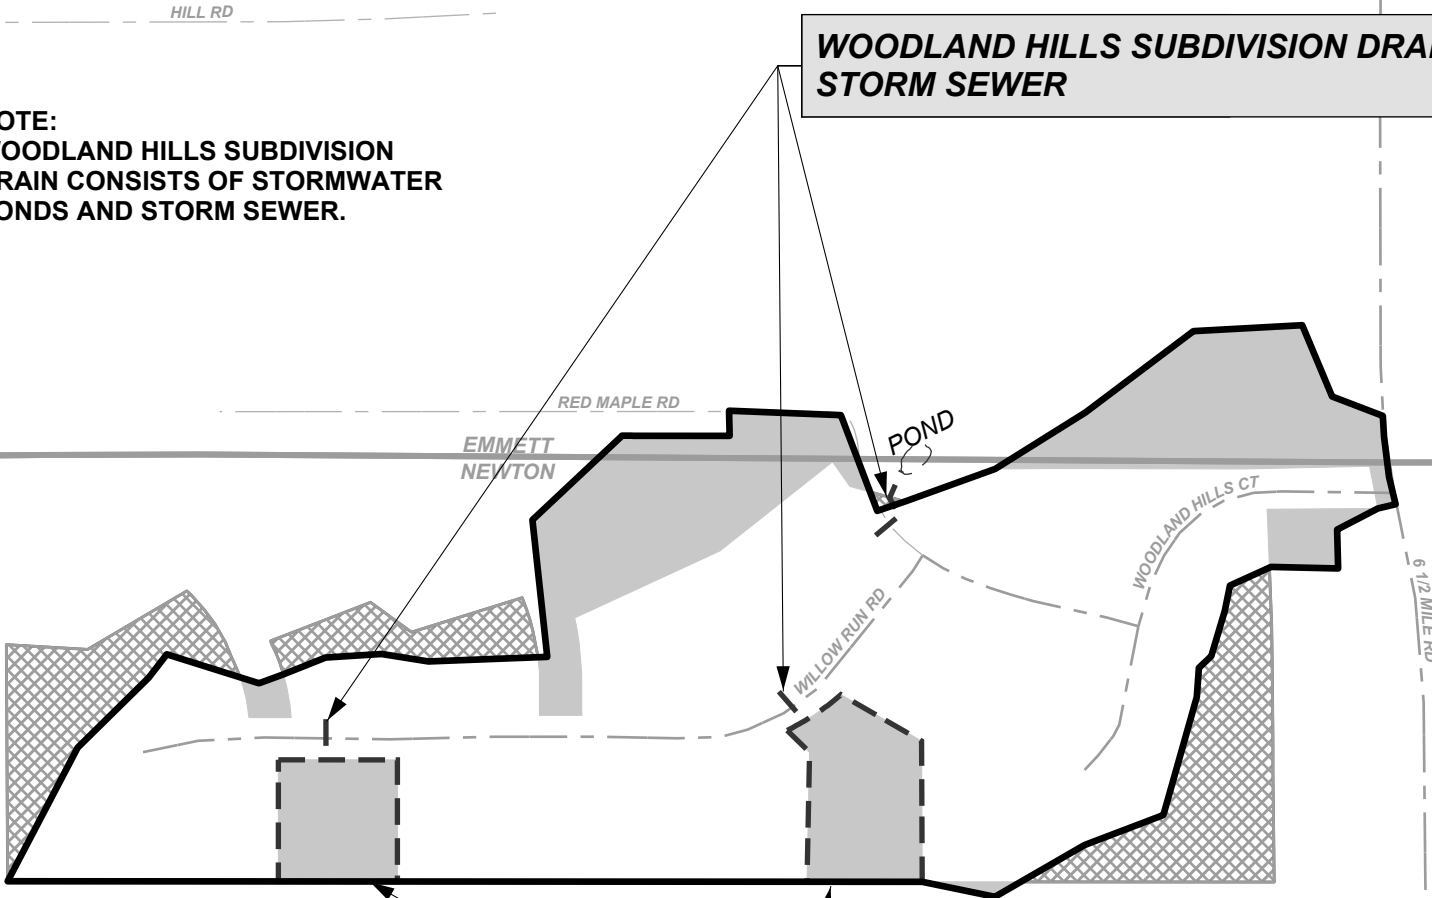 HILL RD
WOODLAND HILLS SUBDIVISION DRAI
STORM SEWER
OTE:
OODLAND HILLS SUBDIVISION
RAIN CONSISTS OF STORMWATER
ONDS AND STORM SEWER.
RED MAPLE RD
EMMETT
NEWTON
POND
WOODLAND HILLS CT
WILLOW RUN RD
6 1/2 MILE RD